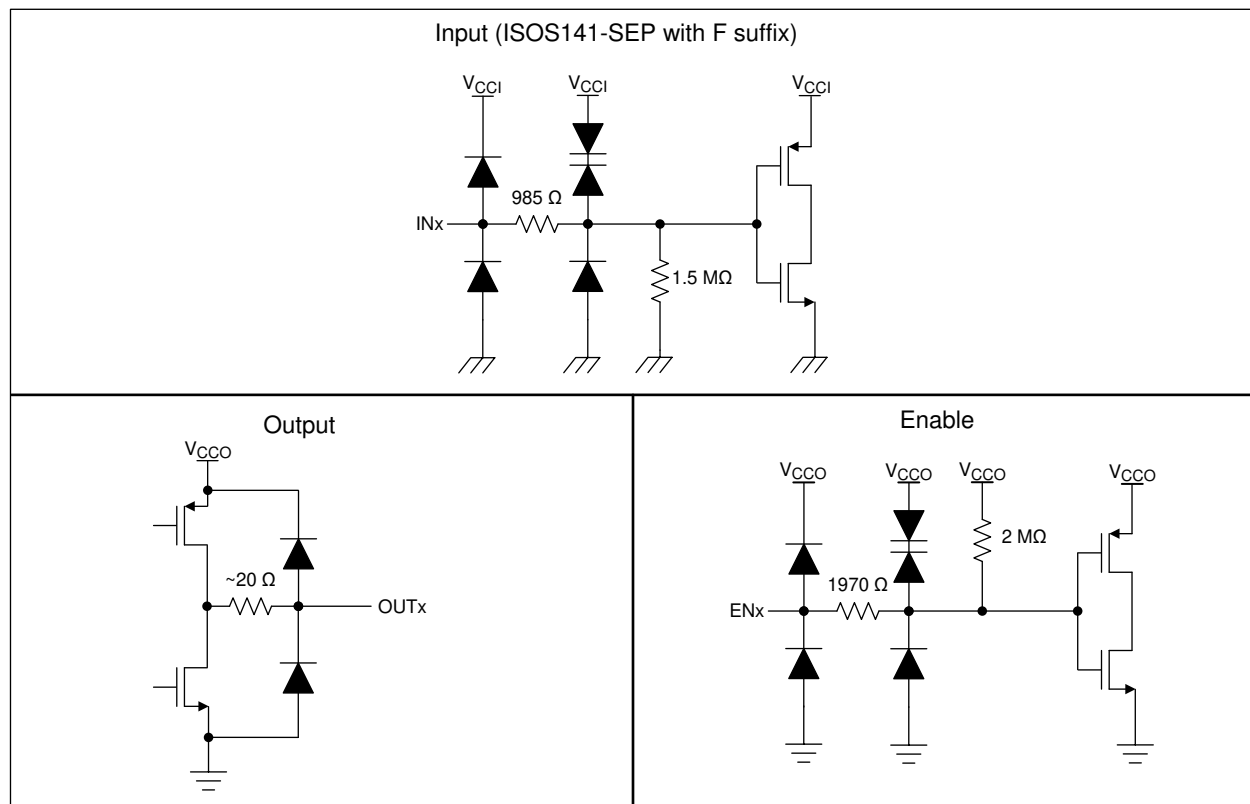 Input (ISOS141-SEP with F suffix)
VCCI VCCI VCCI
985 Ω
INx
1.5 MΩ
Output
VCCO
~20 Ω
OUTx
Enable
VCCO VCCO VCCO VCCO
2 MΩ
1970 Ω
ENx